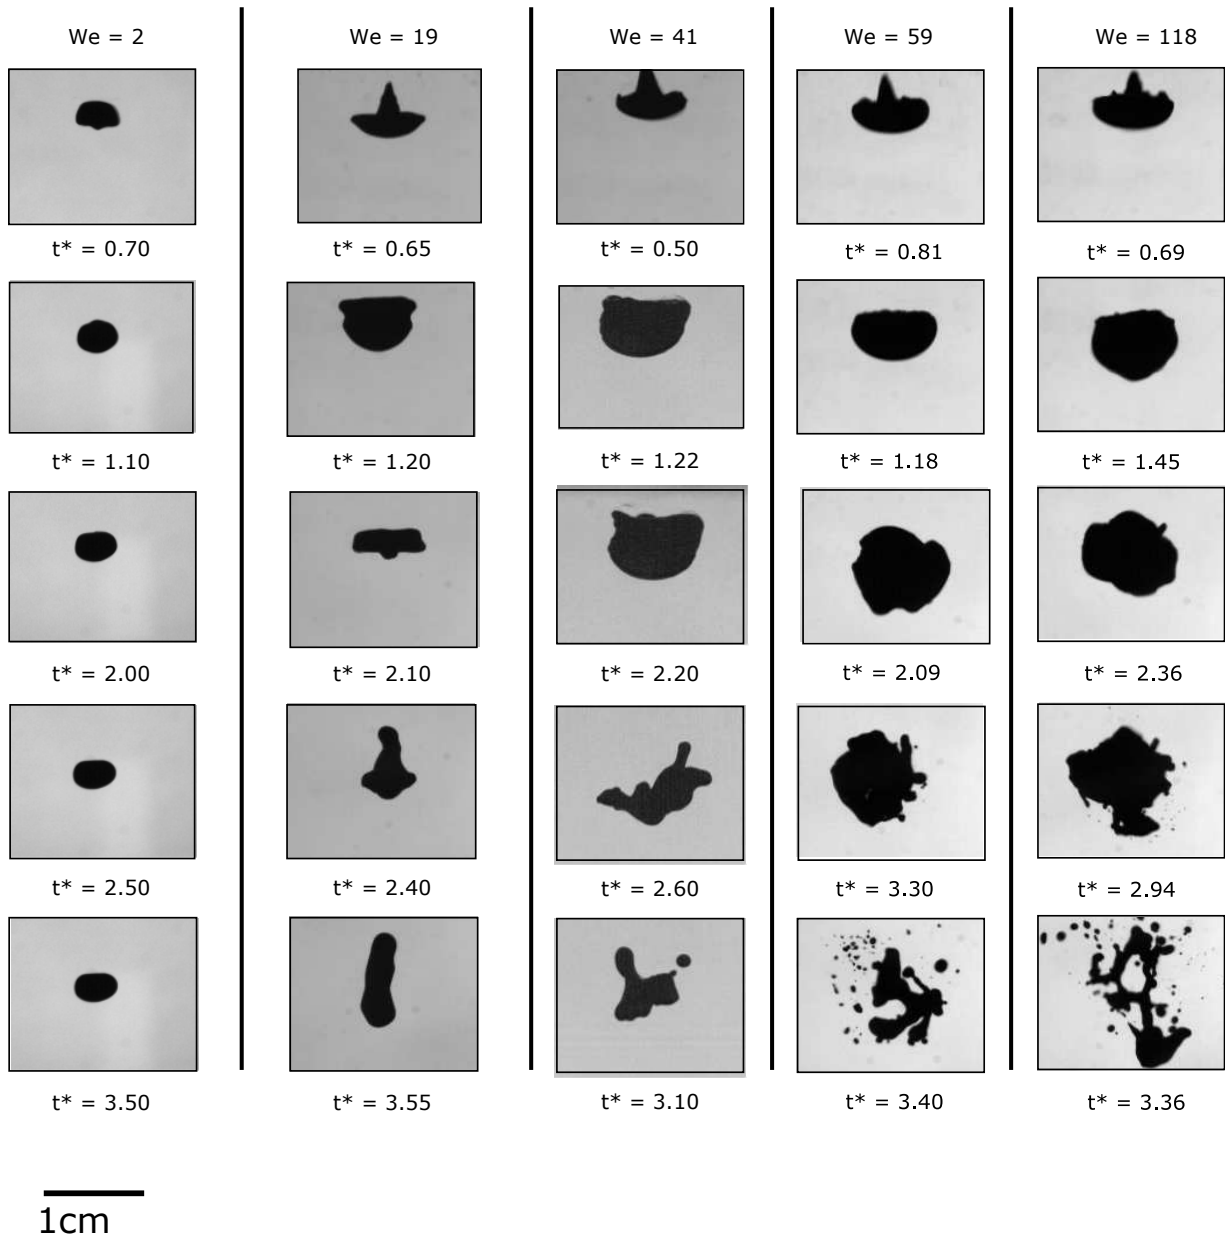 We = 2
We = 19
We = 41
We = 59
We = 118
t* = 0.70
t* = 0.65
t* = 0.50
t* = 0.81
t* = 0.69
t* = 1.10
t* = 1.20
t* = 1.22
t* = 1.18
t* = 1.45
t* = 2.00
t* = 2.10
t* = 2.20
t* = 2.09
t* = 2.36
t* = 2.50
t* = 2.40
t* = 2.60
t* = 3.30
t* = 2.94
t* = 3.50
t* = 3.55
t* = 3.10
t* = 3.40
t* = 3.36
1cm